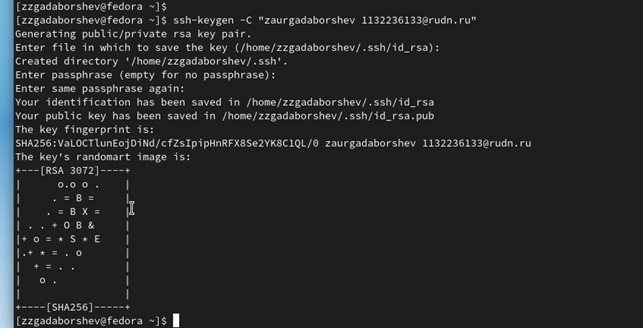 [zzgadaborshev@fedora ~]$
[zzgadaborshev@fedora ~]$ ssh-keygen -C "zaurgadaborshev 1132236133@rudn.ru"
Generating public/private rsa key pair.
Enter file in which to save the key (/home/zzgadaborshev/.ssh/id_rsa):
Created directory '/home/zzgadaborshev/.ssh'.
Enter passphrase (empty for no passphrase):
Enter same passphrase again:
Your identification has been saved in /home/zzgadaborshev/.ssh/id_rsa
Your public key has been saved in /home/zzgadaborshev/.ssh/id_rsa.pub
The key fingerprint is:
SHA256:VaLOCTlunEojDiNd/cfZsIpipHnRFX8Se2YK8C1QL/0 zaurgadaborshev 1132236133@rudn.ru
The key's randomart image is:
+---[RSA 3072]----+
|      o.o o .    |
|     . = B =     |
|    . = B X =    |
| . . + O B &     |
|+ o = * S * E    |
|.+ * = . o       |
|  + = . .        |
|   o .           |
|                 |
+----[SHA256]-----+
[zzgadaborshev@fedora ~]$